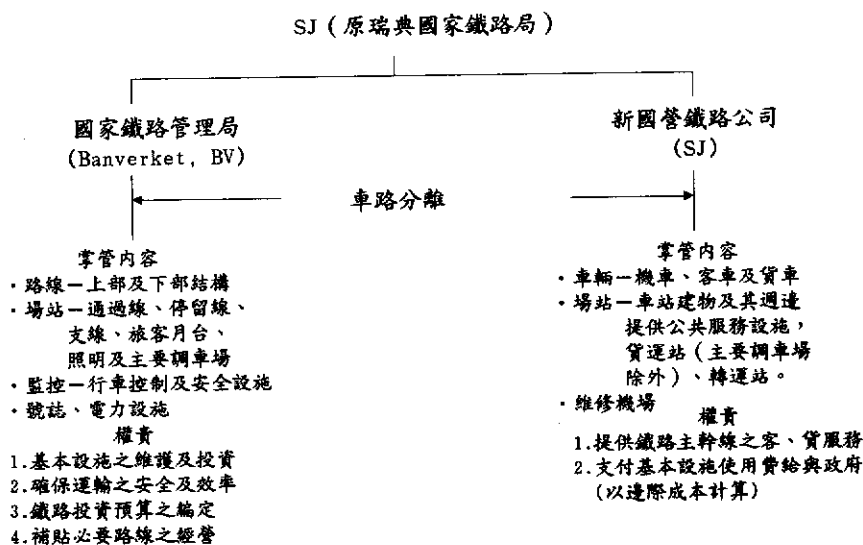 SJ（原瑞典國家鐵路局）
國家鐵路管理局
(Banverket, BV)
新國營鐵路公司
(SJ)
車路分離
掌管內容
・路線－上部及下部結構
・場站－通過線、停留線、
支線、旅客月台、
照明及主要調車場
・監控－行車控制及安全設施
・號誌、電力設施
權責
1.基本設施之維護及投資
2.確保運輸之安全及效率
3.鐵路投資預算之編定
4.補貼必要路線之經營
掌管內容
・車輛－機車、客車及貨車
・場站－車站建物及其週邊
提供公共服務設施，
貨運站（主要調車場
除外）、轉運站。
・維修機場
權責
1.提供鐵路主幹線之客、貨服務
2.支付基本設施使用費給與政府
(以邊際成本計算)